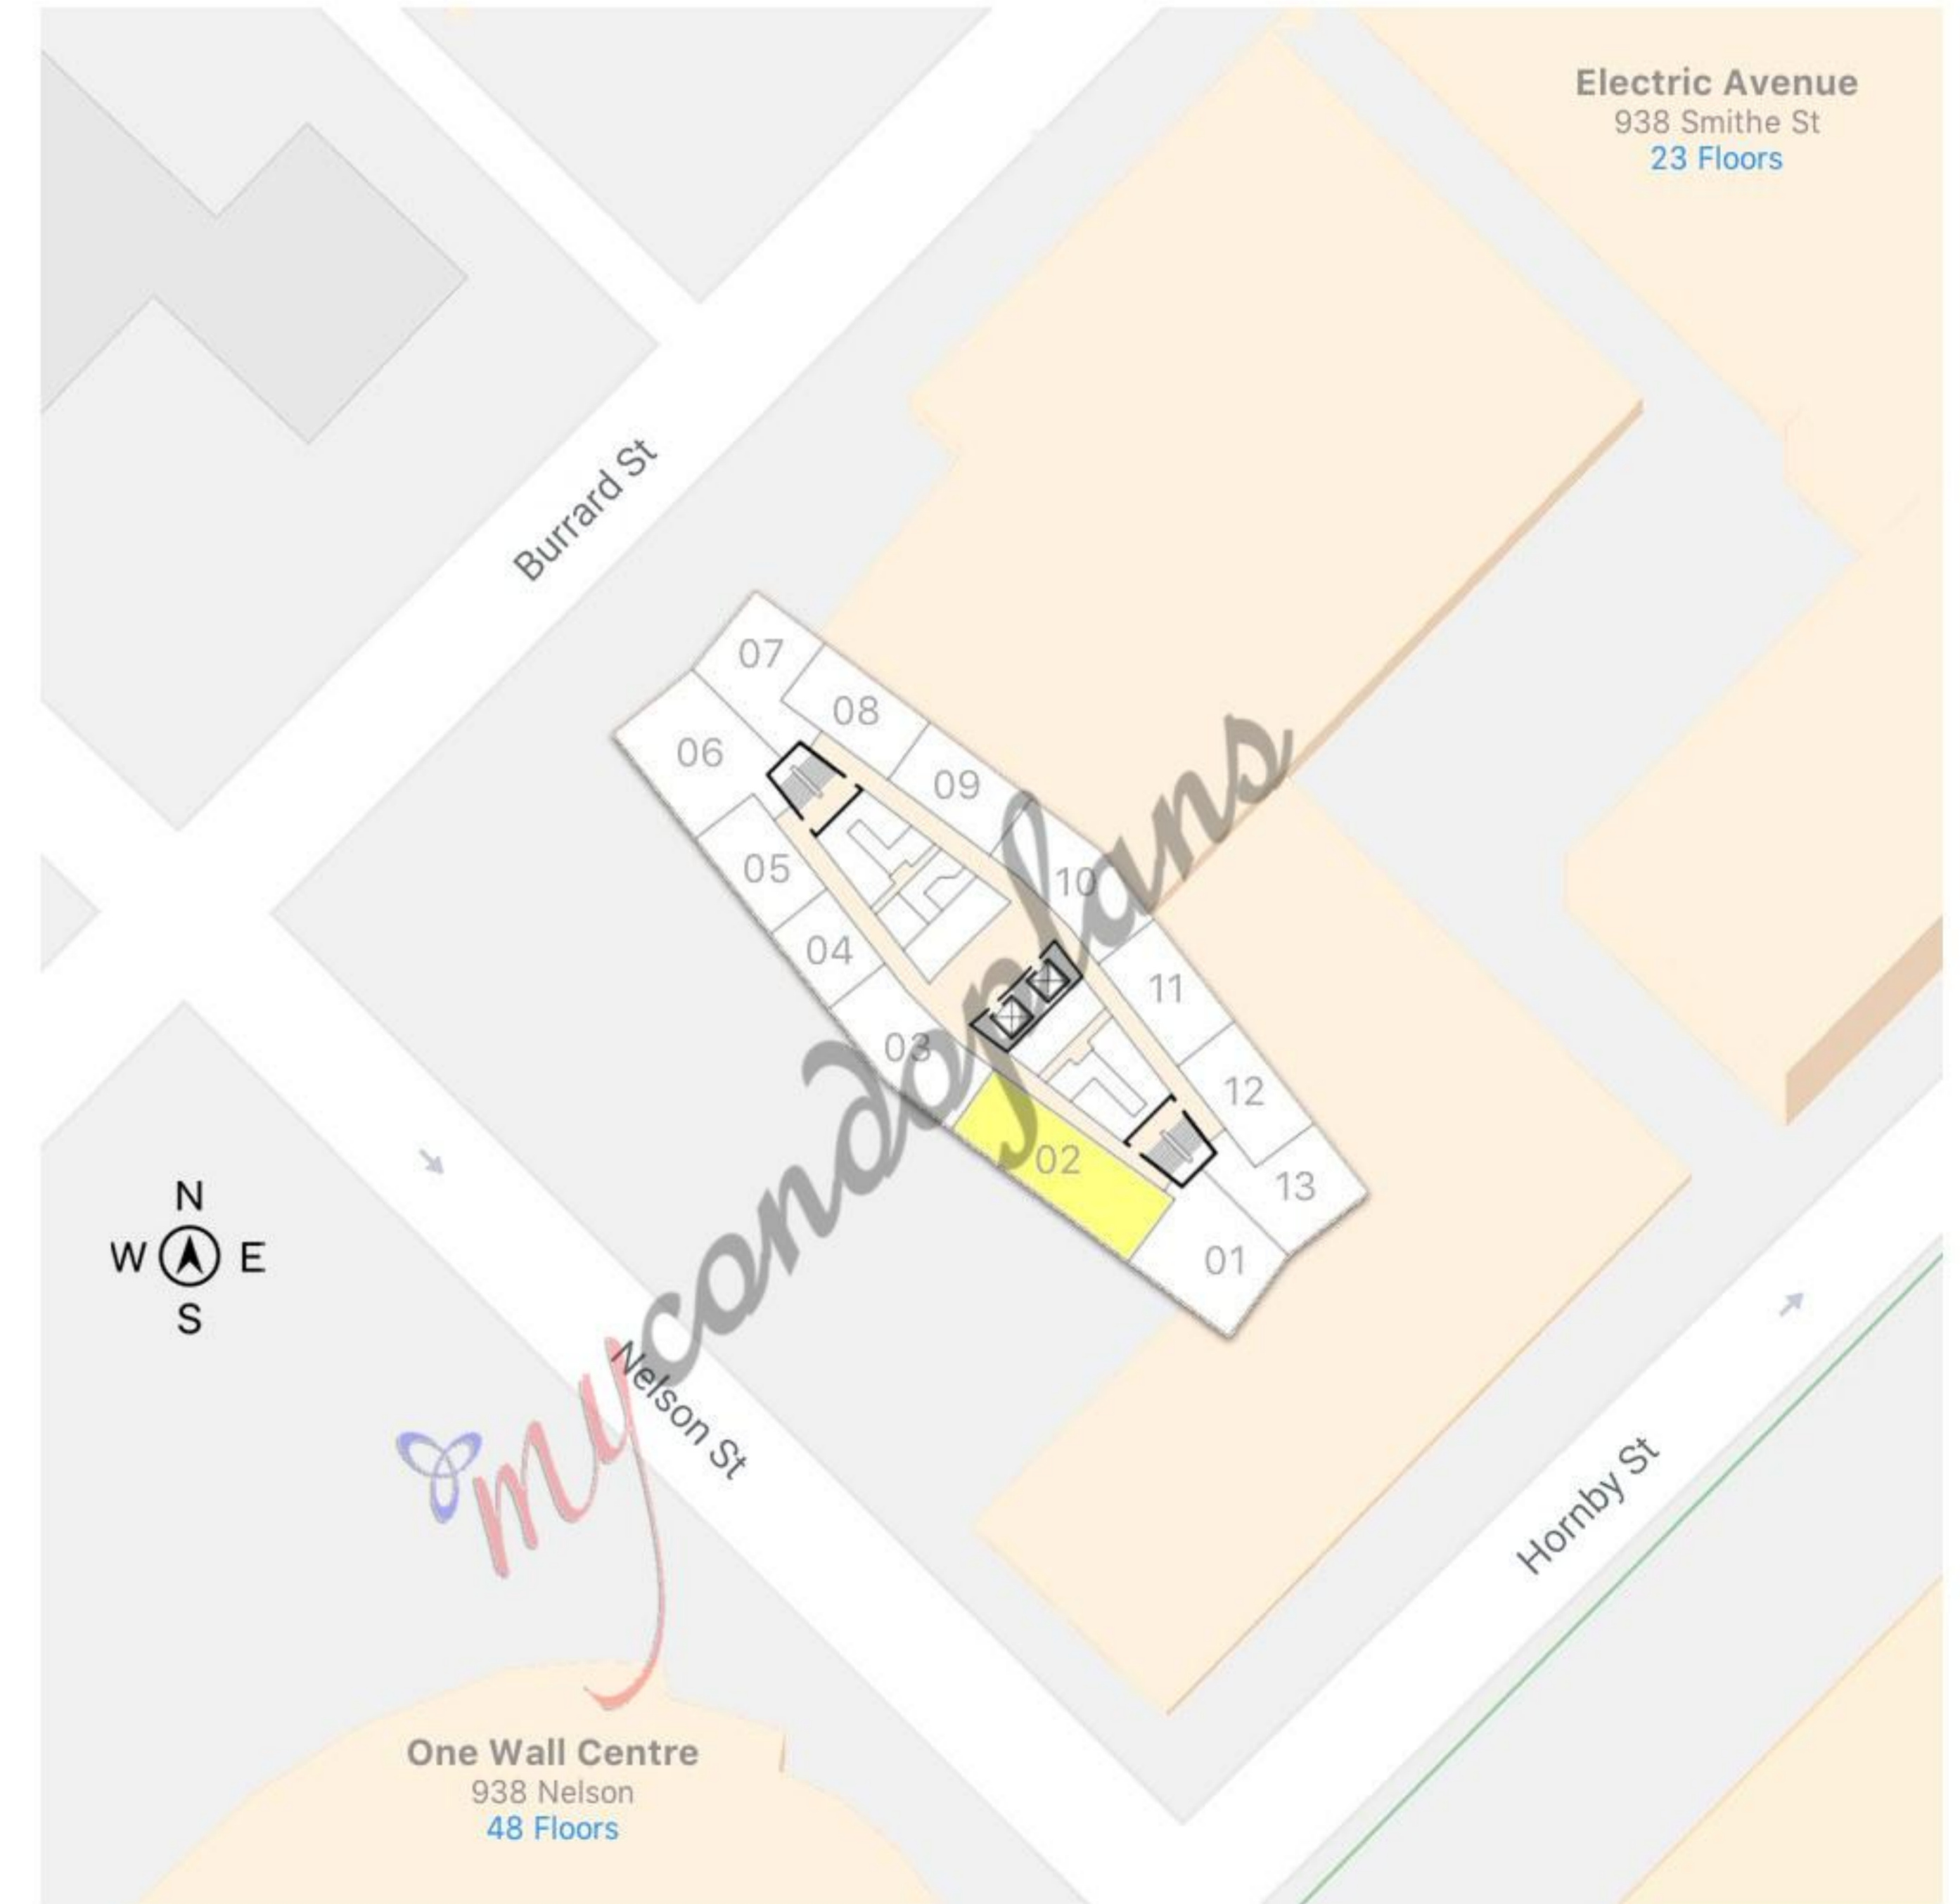 Electric Avenue
938 Smithe St
23 Floors
Burrard St
07
08
06
09
05
10
04
11
03
12
02
13
01
N
W E
S
mycondoplans
Nelson St
Hornby St
One Wall Centre
938 Nelson
48 Floors